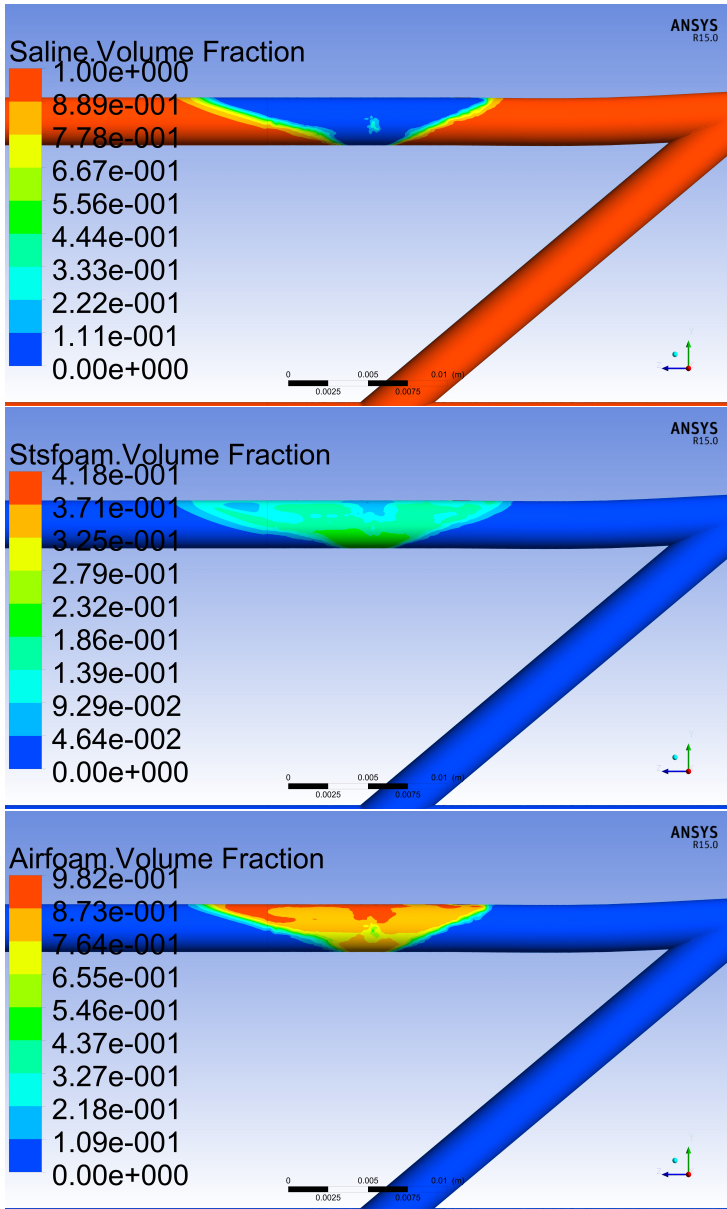 ANSYS
R15.0
Saline.Volume Fraction
1.00e+000
8.89e-001
7.78e-001
6.67e-001
5.56e-001
4.44e-001
3.33e-001
2.22e-001
1.11e-001
0.00e+000
0 0.005 0.01 (m)
0.0025 0.0075
ANSYS
R15.0
Stsfoam.Volume Fraction
4.18e-001
3.71e-001
3.25e-001
2.79e-001
2.32e-001
1.86e-001
1.39e-001
9.29e-002
4.64e-002
0.00e+000
0 0.005 0.01 (m)
0.0025 0.0075
ANSYS
R15.0
Airfoam.Volume Fraction
9.82e-001
8.73e-001
7.64e-001
6.55e-001
5.46e-001
4.37e-001
3.27e-001
2.18e-001
1.09e-001
0.00e+000
0 0.005 0.01 (m)
0.0025 0.0075